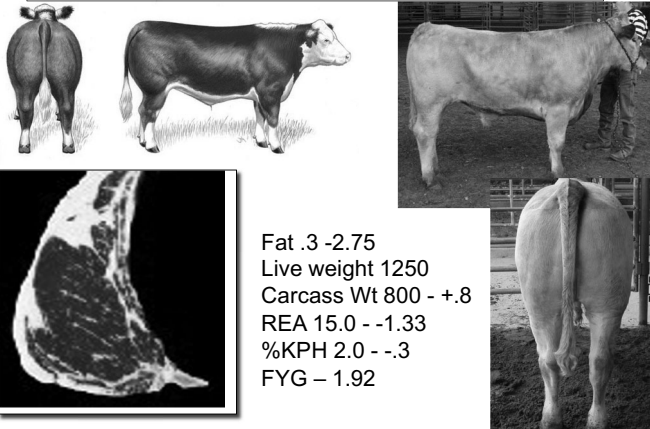 Fat .3 -2.75
Live weight 1250
Carcass Wt 800 - +.8
REA 15.0 - -1.33
%KPH 2.0 - -.3
FYG – 1.92